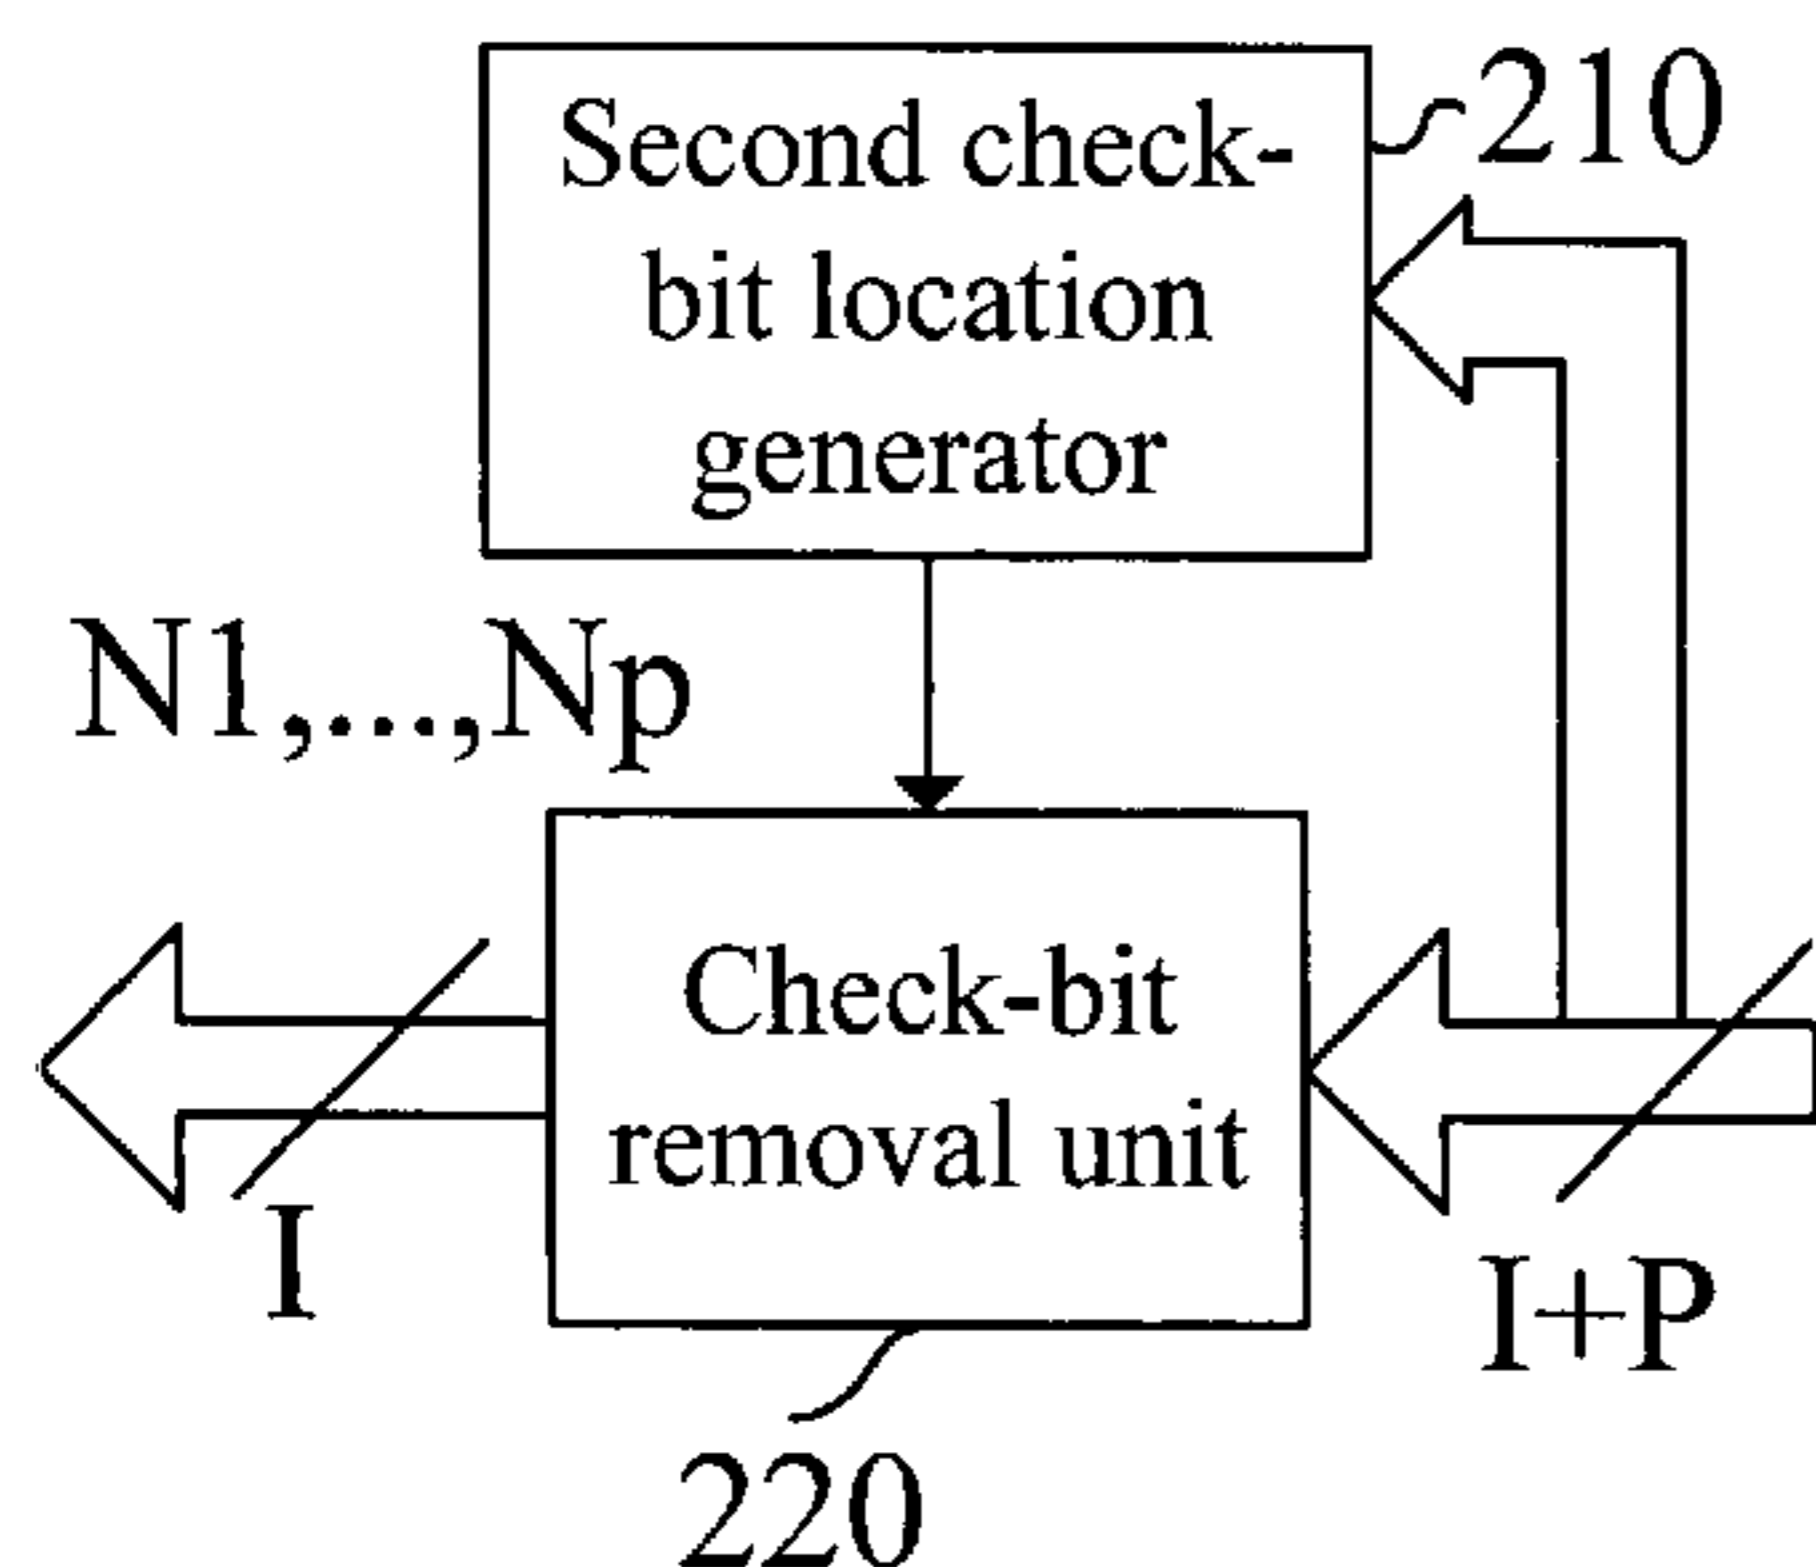 Second check-
bit location
generator
210
N1,...,Np
Check-bit
removal unit
I
I+P
220